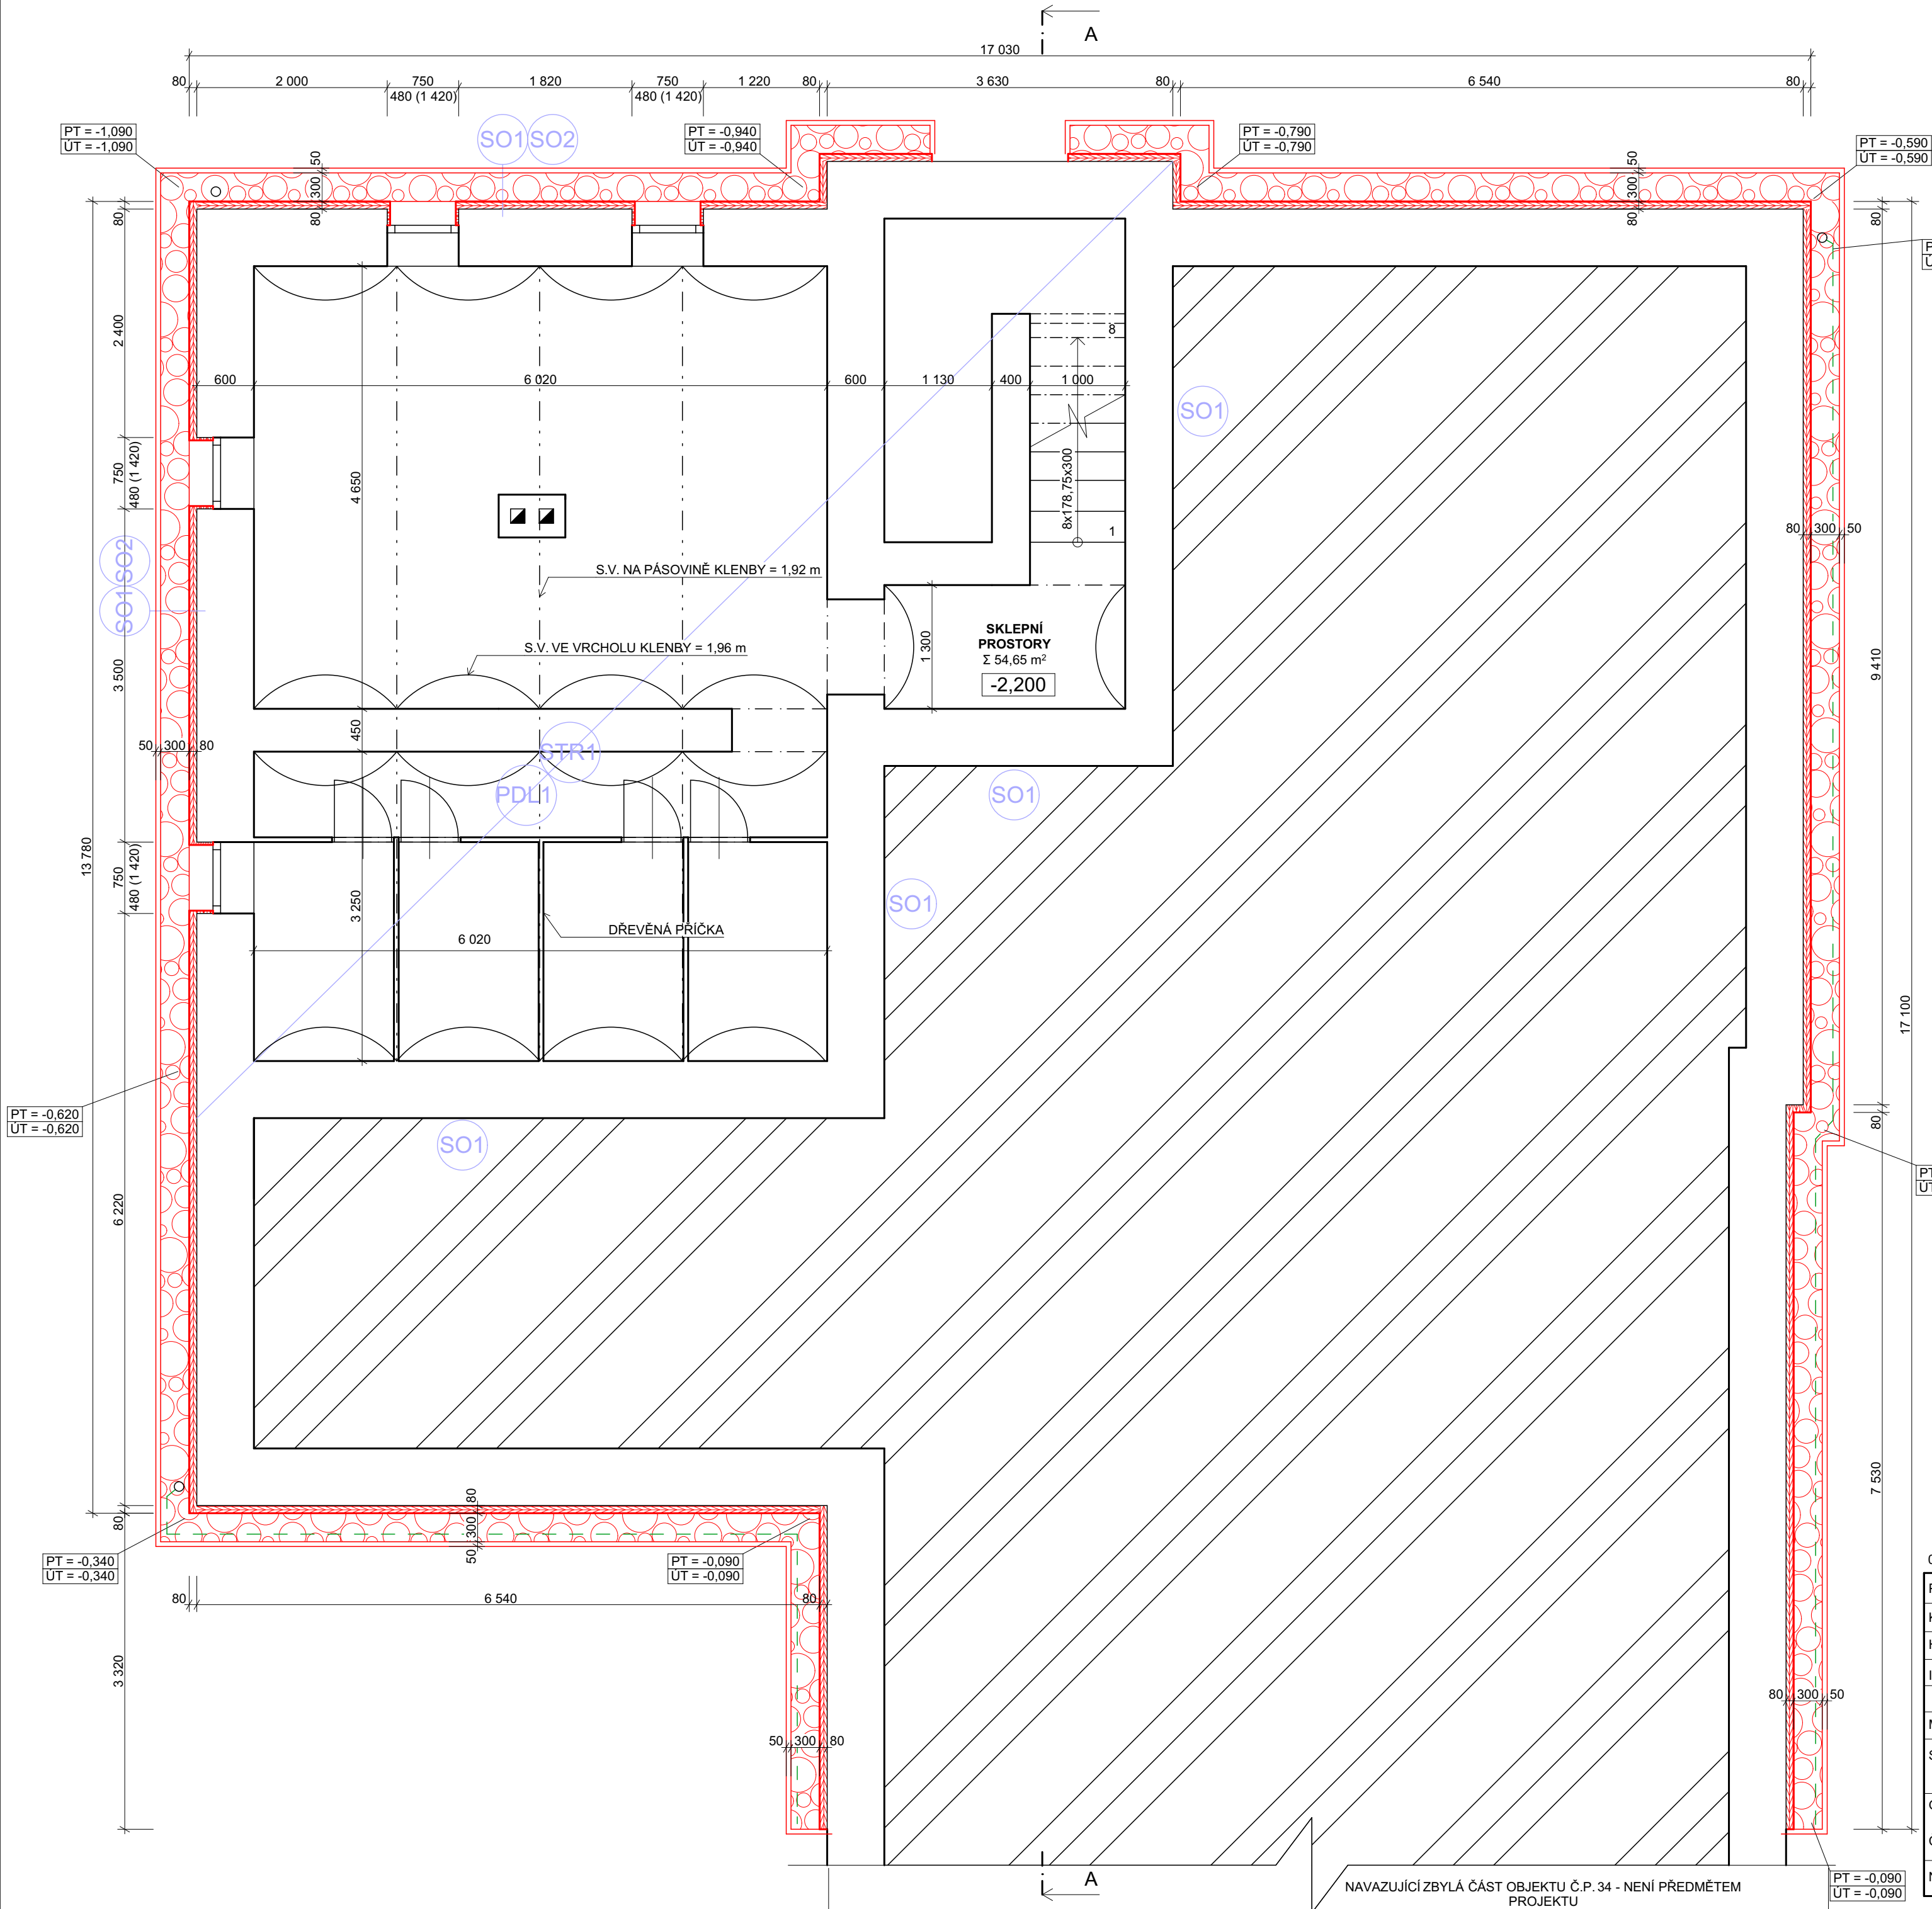 A
17 030
80
2 000
750
1 820
750
1 220
80
3 630
80
6 540
80
480 (1 420)
480 (1 420)
PT = -1,090
ÚT = -1,090
SO1
SO2
PT = -0,940
ÚT = -0,940
PT = -0,790
ÚT = -0,790
PT = -0,590
ÚT = -0,590
50
300
80
50
300
80
80
80
2 400
600
6 020
600
1 130
400
1 000
8
SO1
750
480 (1 420)
4 650
8x178,75x300
1
80
300
50
S.V. NA PÁSOVINĚ KLENBY = 1,92 m
SO2
SO1
S.V. VE VRCHOLU KLENBY = 1,96 m
1 300
SKLEPNÍ
PROSTORY
Σ 54,65 m²
-2,200
3 500
9 410
50
300
80
450
STR1
PDL1
SO1
13 780
750
480 (1 420)
3 250
SO1
DŘEVĚNÁ PŘÍČKA
6 020
17 100
PT = -0,620
ÚT = -0,620
80
SO1
6 220
7 530
80
80
300
50
PT = -0,340
ÚT = -0,340
PT = -0,090
ÚT = -0,090
80
6 540
80
3 320
80
300
50
50
300
80
A
NAVAZUJÍCÍ ZBYLÁ ČÁST OBJEKTU Č.P. 34 - NENÍ PŘEDMĚTEM
PROJEKTU
PT = -0,090
ÚT = -0,090